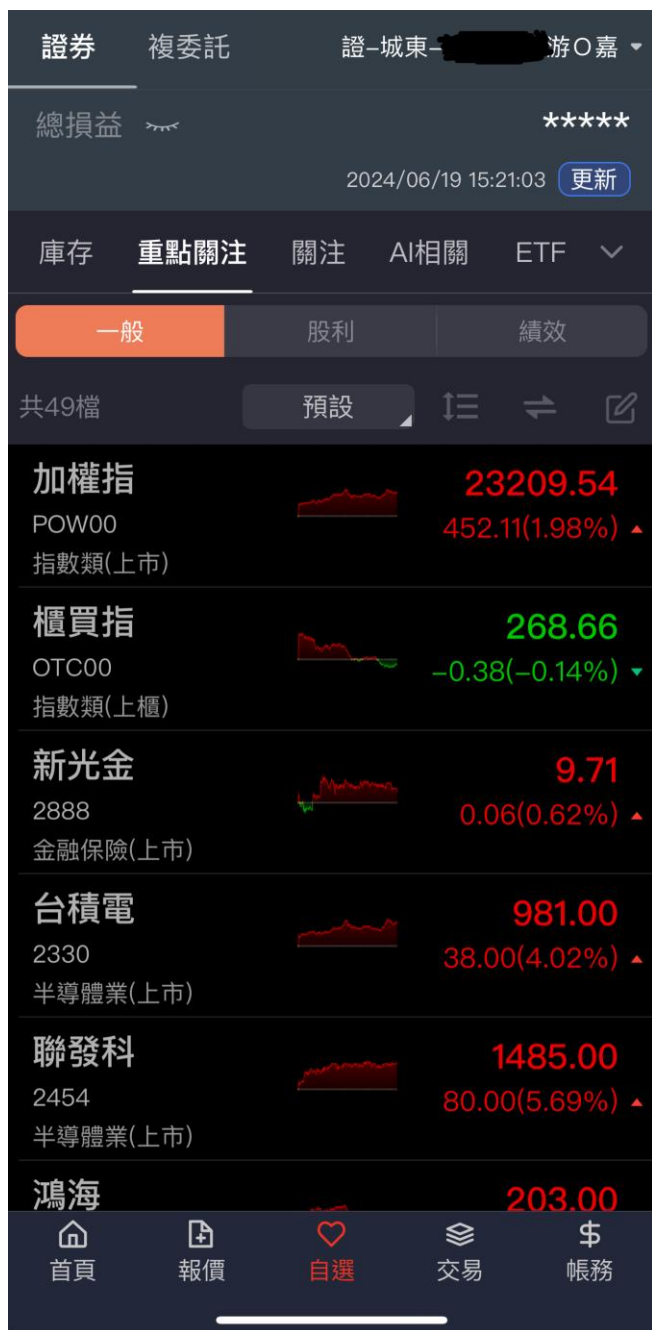 證券 複委託 證-城東- 游O嘉
總損益 *****
2024/06/19 15:21:03 更新
庫存 重點關注 關注 AI相關 ETF
一般 股利 績效
共49檔 預設
加權指 23209.54
POW00 452.11(1.98%)
指數類(上市)
櫃買指 268.66
OTC00 -0.38(-0.14%)
指數類(上櫃)
新光金 9.71
2888 0.06(0.62%)
金融保險(上市)
台積電 981.00
2330 38.00(4.02%)
半導體業(上市)
聯發科 1485.00
2454 80.00(5.69%)
半導體業(上市)
鴻海 203.00
首頁 報價 自選 交易 帳務